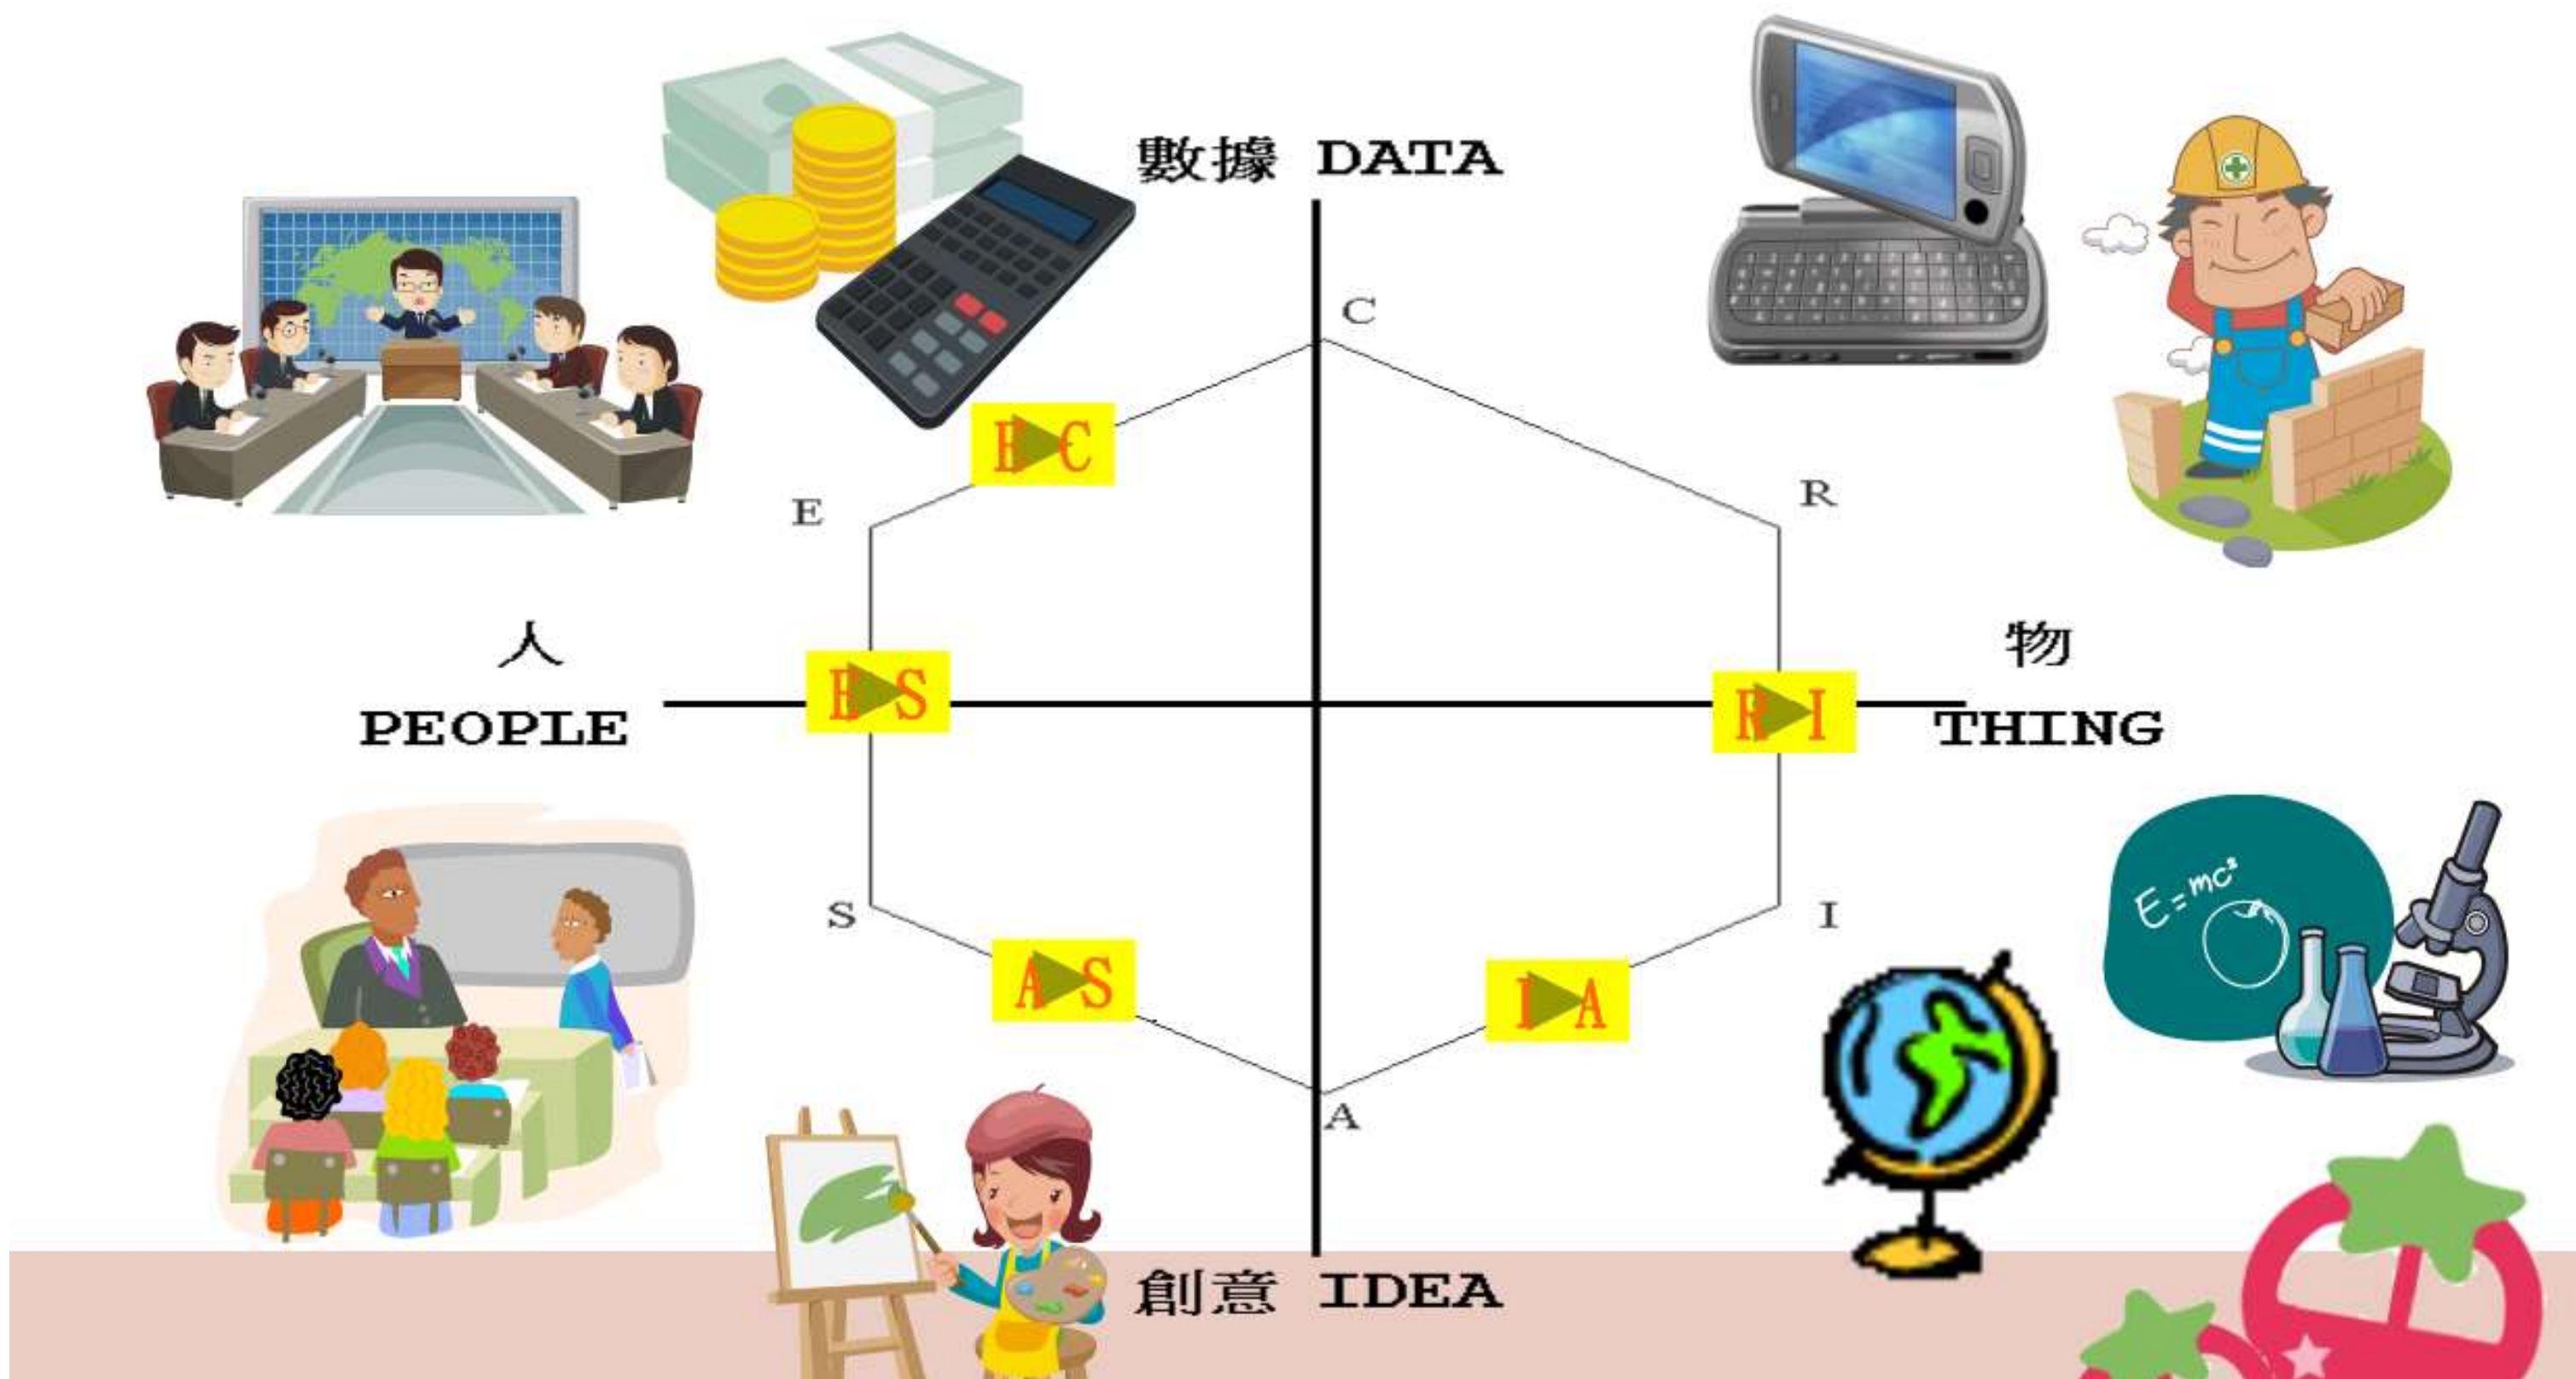 數據 DATA
C
E C
E
R
人
PEOPLE
E S
R I
物
THING
S
I
A S
I A
A
E=mc²
創意 IDEA